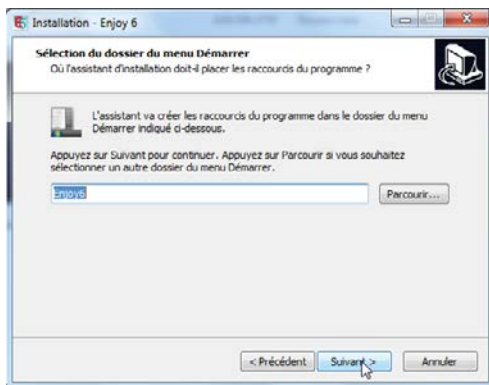 Installation - Enjoy 6
Sélection du dossier du menu Démarrer
Où l'assistant d'installation doit-il placer les raccourcis du programme ?
L'assistant va créer les raccourcis du programme dans le dossier du menu
Démarrer indiqué ci-dessous.
Appuyez sur Suivant pour continuer. Appuyez sur Parcourir si vous souhaitez
sélectionner un autre dossier du menu Démarrer.
Enjoy6
Parcourir...
< Précédent
Suivant >
Annuler